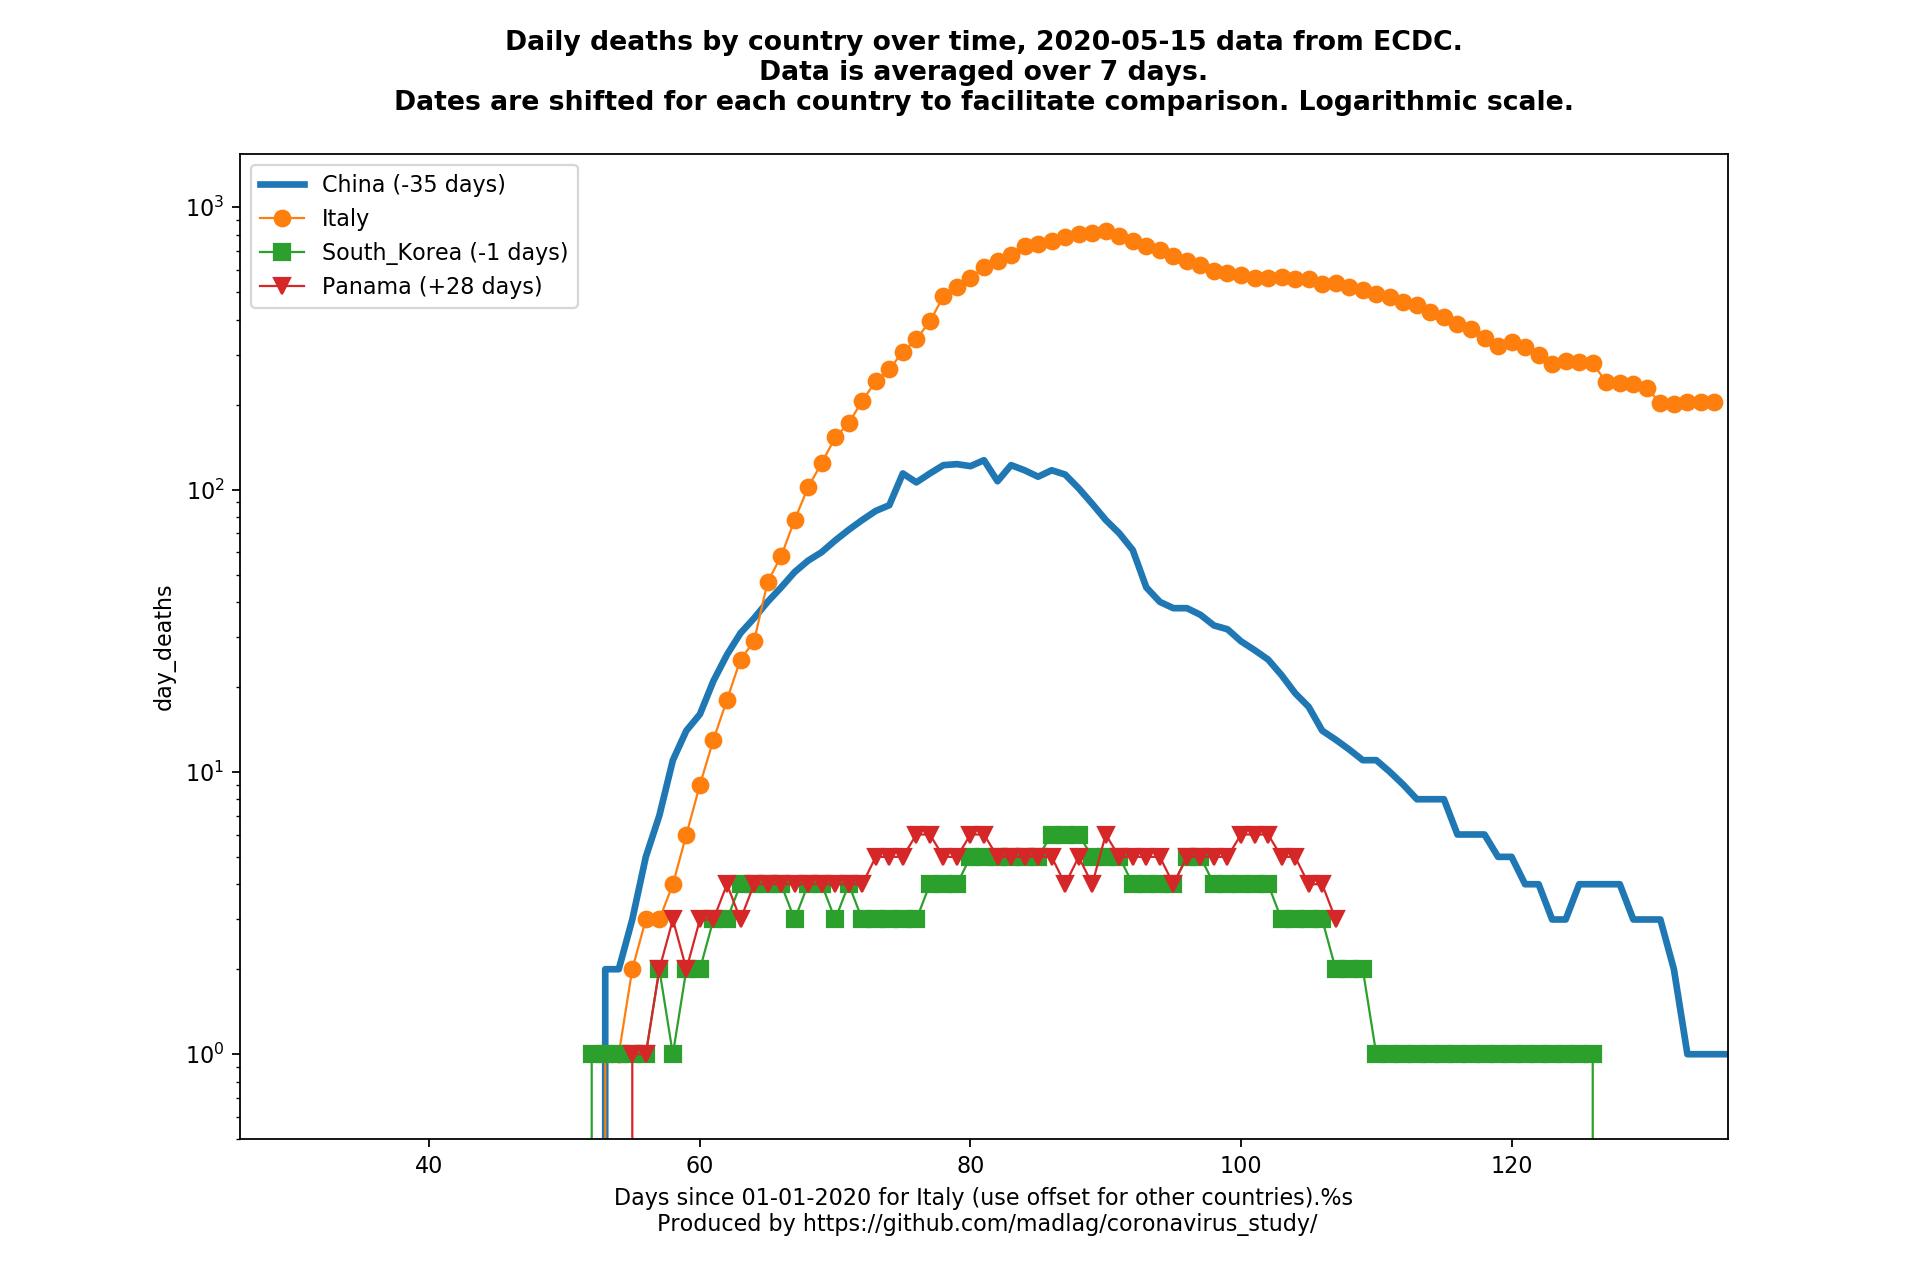 Daily deaths by country over time, 2020-05-15 data from ECDC.
Data is averaged over 7 days.
Dates are shifted for each country to facilitate comparison. Logarithmic scale.
China (-35 days)
Italy
South_Korea (-1 days)
Panama (+28 days)
10³
10²
10¹
10⁰
day_deaths
40 60 80 100 120
Days since 01-01-2020 for Italy (use offset for other countries).%s
Produced by https://github.com/madlag/coronavirus_study/